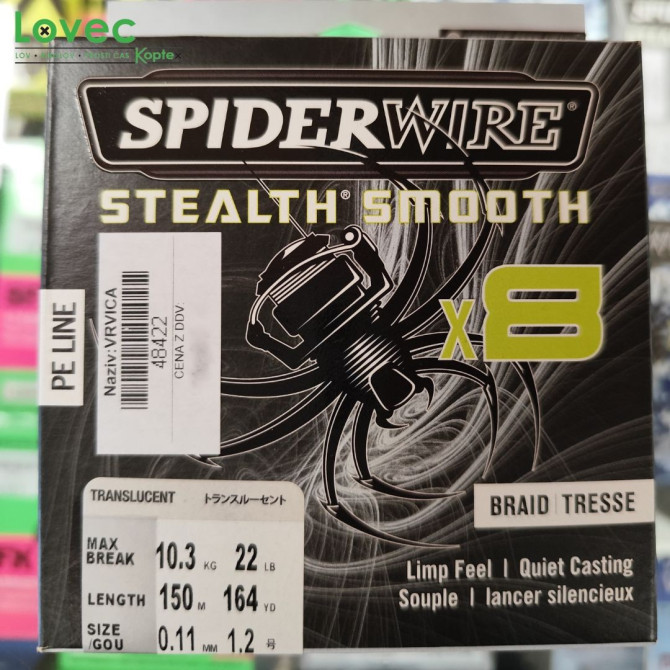 Lovec
Kopte
SPIDERWIRE®
STEALTH® SMOOTH
x8
PE LINE
Naziv:VRVICA
48422
CENA Z DDV.
TRANSLUCENT トランスルーセント
MAX BREAK 10.3 KG 22 LB
LENGTH 150 M 164 YD
SIZE /GOU 0.11 MM 1.2 号
BRAID TRESSE
Limp Feel | Quiet Casting
Souple | lancer silencieux